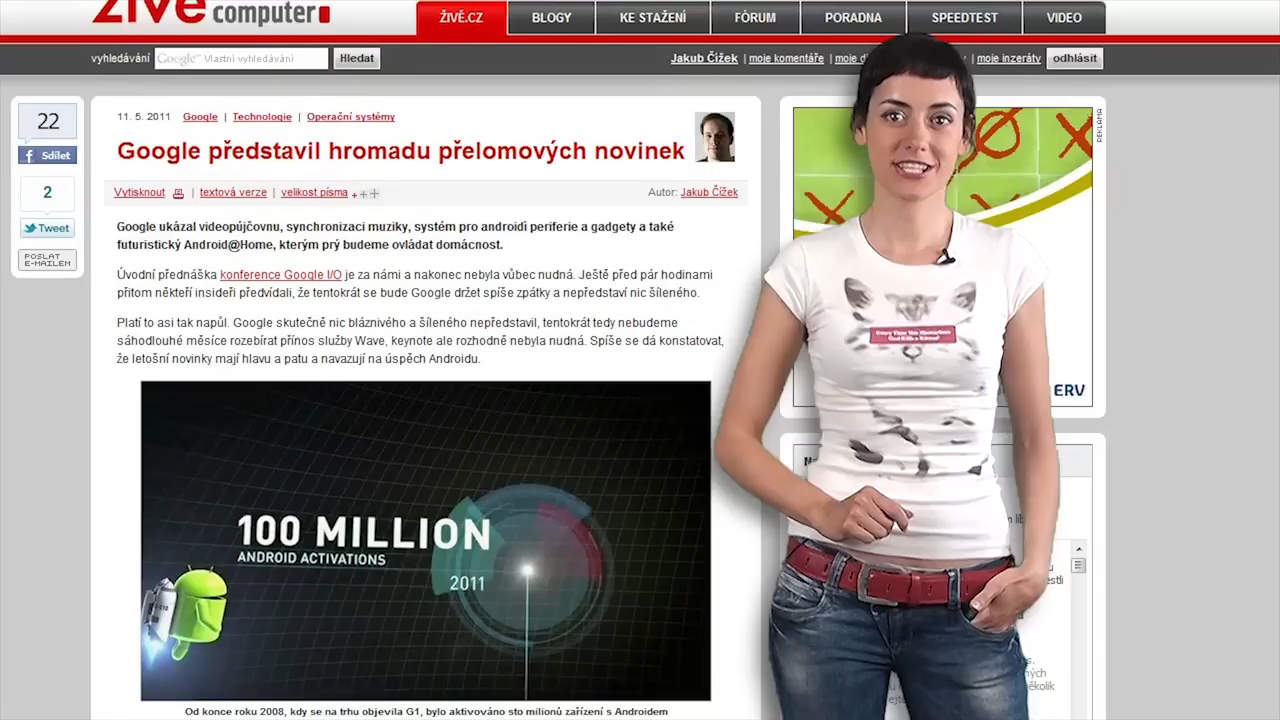 živě computer
ŽIVĚ.CZ
BLOGY
KE STAŽENÍ
FÓRUM
PORADNA
SPEEDTEST
VIDEO
vyhledávání
Google™ Vlastní vyhledávání
Hledat
Jakub Čížek | moje komentáře | moje | moje inzeráty
odhlásit
22
Sdílet
2
Tweet
POSLAT
E-MAILEM
11. 5. 2011 Google | Technologie | Operační systémy
Google představil hromadu přelomových novinek
Vytisknout | textová verze | velikost písma + + +
Autor: Jakub Čížek
Google ukázal videopůjčovnu, synchronizaci muziky, systém pro androidí periferie a gadgety a také
futuristický Android@Home, kterým prý budeme ovládat domácnost.
Úvodní přednáška konference Google I/O je za námi a nakonec nebyla vůbec nudná. Ještě před pár hodinami
přitom někteří insideři předvídali, že tentokrát se bude Google držet spíše zpátky a nepředstaví nic šíleného.
Platí to asi tak napůl. Google skutečně nic bláznivého a šíleného nepředstavil, tentokrát tedy nebudeme
sáhodlouhé měsíce rozebírat přínos služby Wave, keynote ale rozhodně nebyla nudná. Spíše se dá konstatovat,
že letošní novinky mají hlavu a patu a navazují na úspěch Androidu.
100 MILLION
ANDROID ACTIVATIONS
2011
Od konce roku 2008, kdy se na trhu objevila G1, bylo aktivováno sto milionů zařízení s Androidem
REKLAMA
ERV